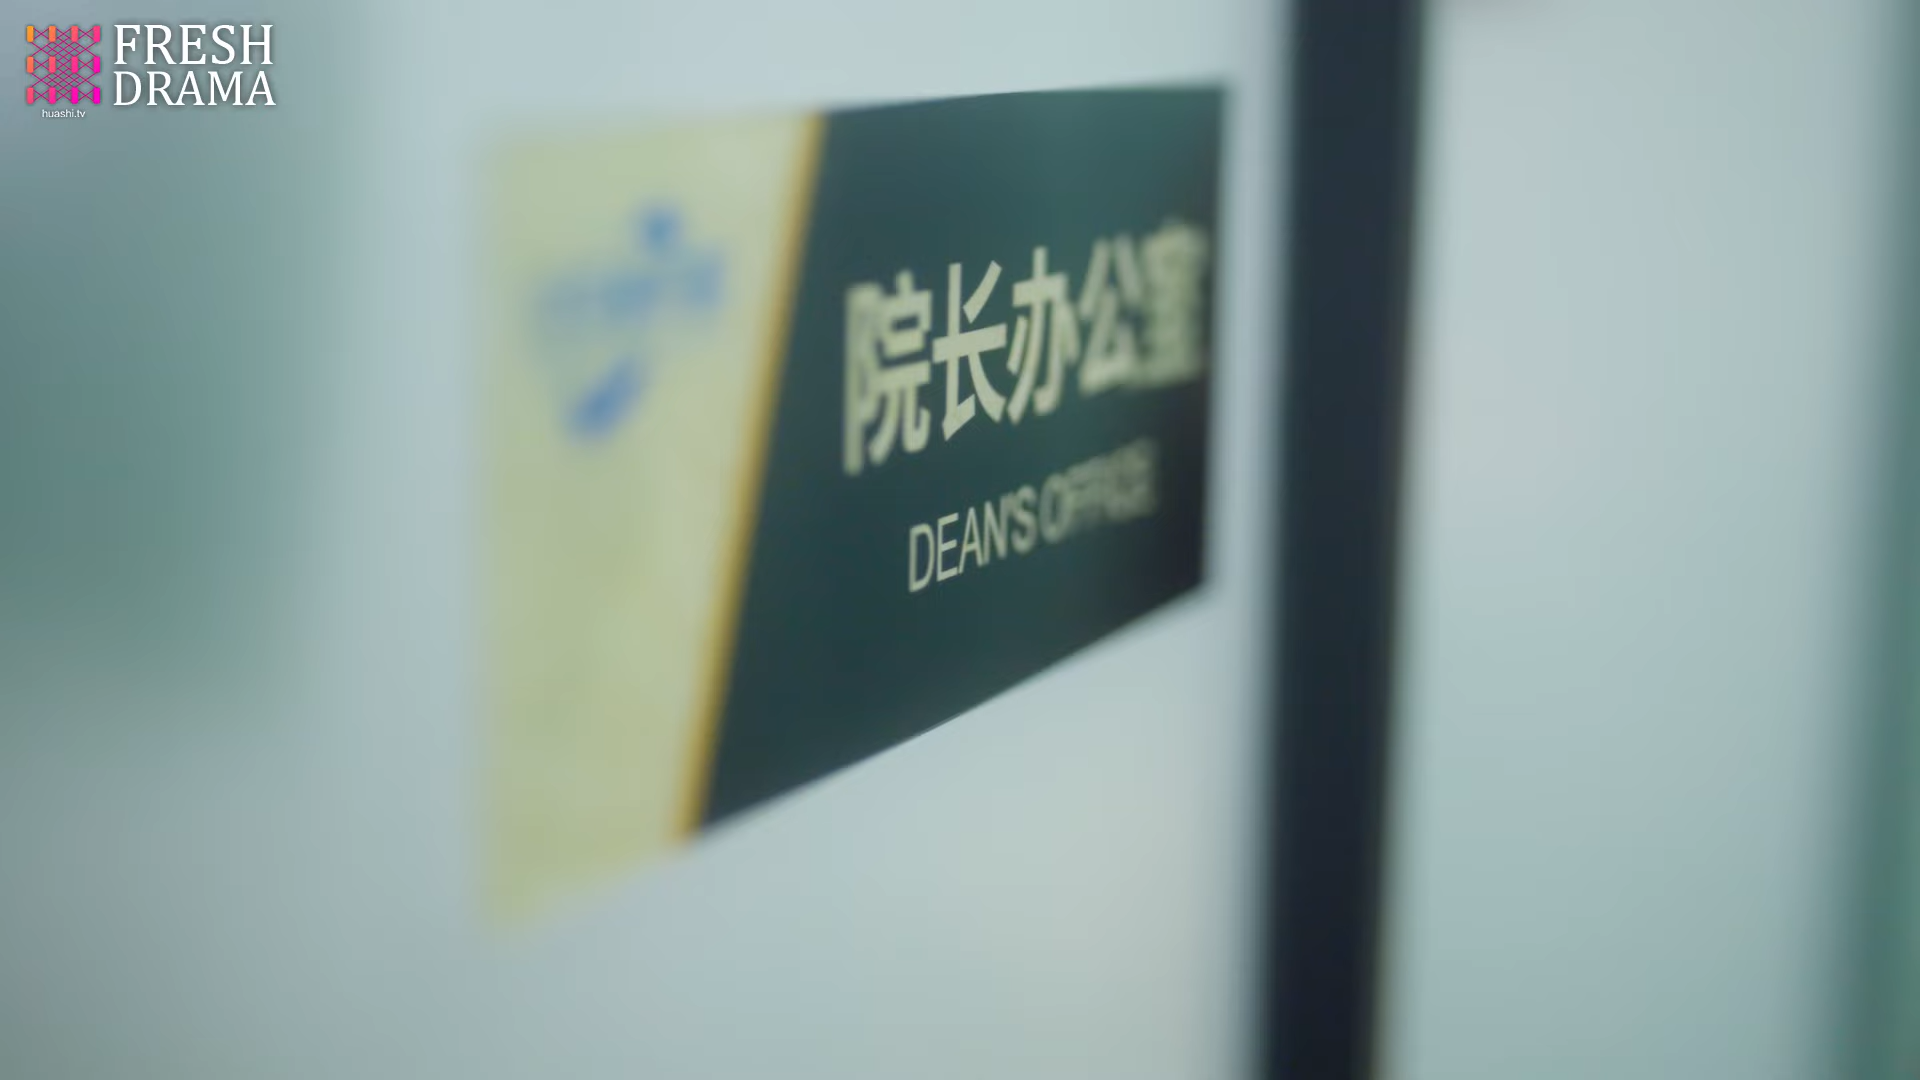 FRESH
DRAMA
huashi.tv
院长办公室
DEAN'S OFFICE